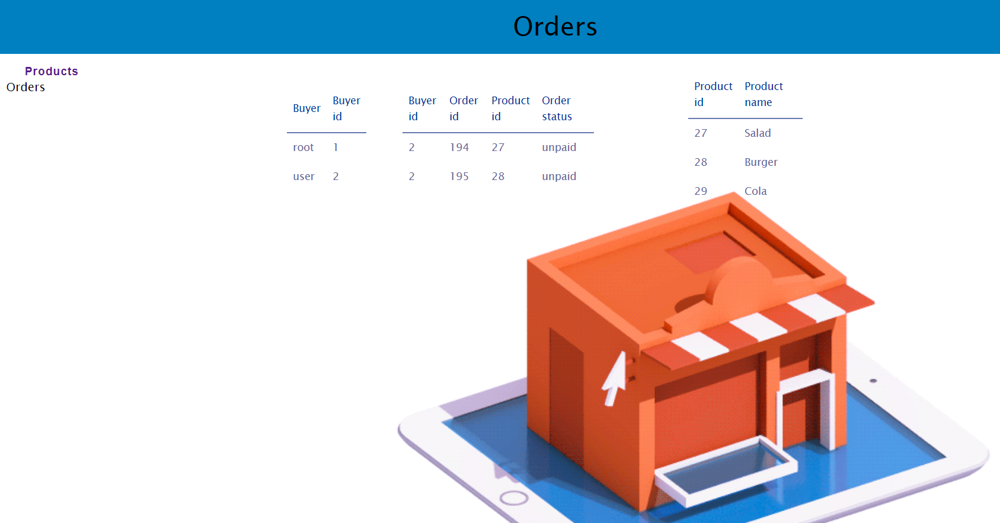 Orders
Products
Orders
Buyer Buyer id
root 1
user 2
Buyer id Order id Product id Order status
2 194 27 unpaid
2 195 28 unpaid
Product id Product name
27 Salad
28 Burger
29 Cola